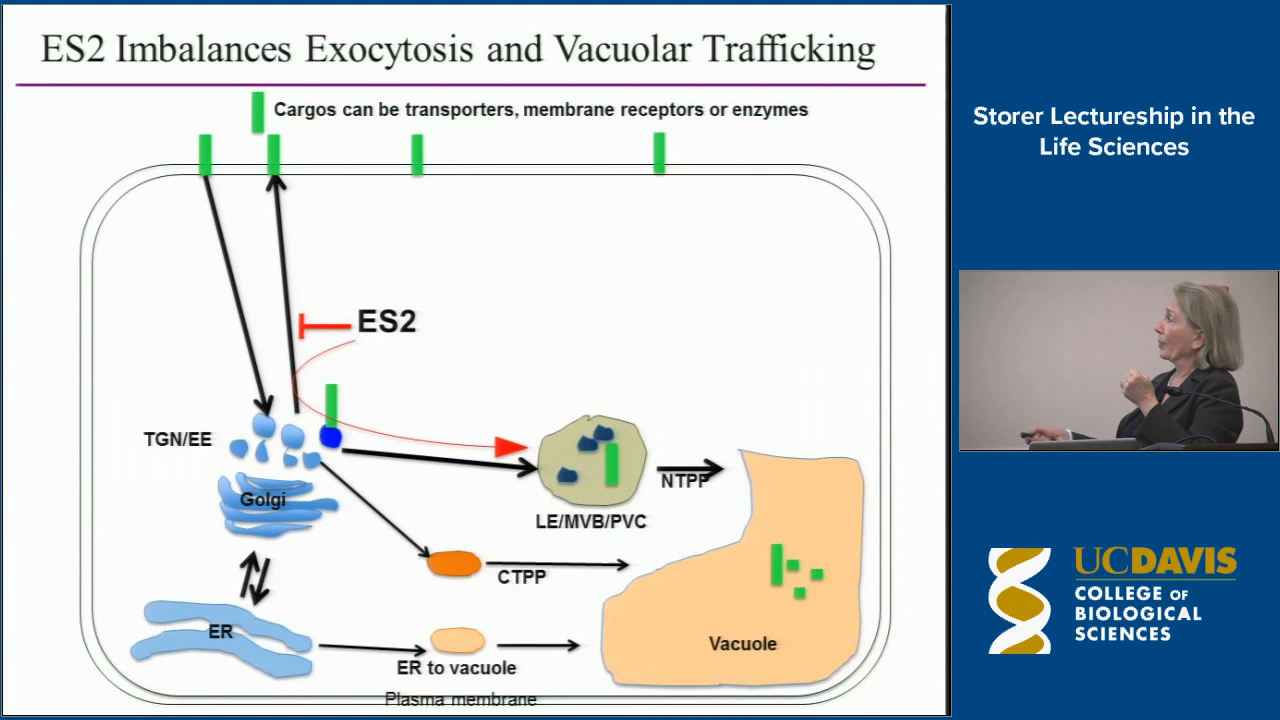 ES2 Imbalances Exocytosis and Vacuolar Trafficking
Cargos can be transporters, membrane receptors or enzymes
ES2
TGN/EE
Golgi
NTPP
LE/MVB/PVC
CTPP
ER
ER to vacuole
Vacuole
Plasma membrane
Storer Lectureship in the
Life Sciences
UCDAVIS
COLLEGE OF
BIOLOGICAL
SCIENCES